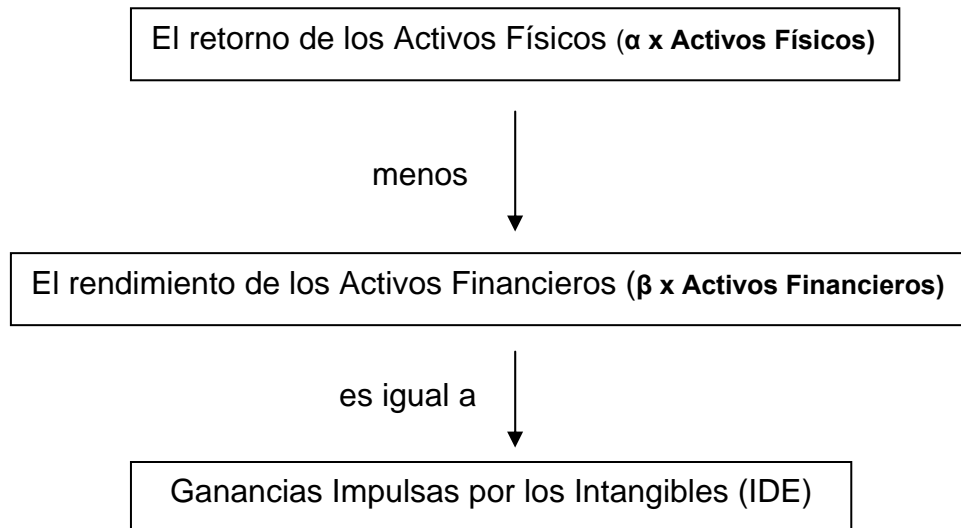 El retorno de los Activos Físicos (α x Activos Físicos)
menos
El rendimiento de los Activos Financieros (β x Activos Financieros)
es igual a
Ganancias Impulsas por los Intangibles (IDE)